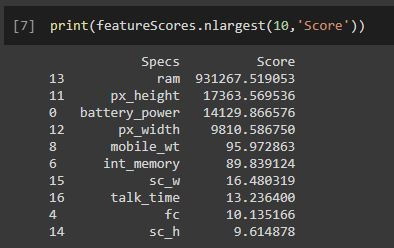 [7] print(featureScores.nlargest(10,'Score'))
Specs Score
13 ram 931267.519053
11 px_height 17363.569536
0 battery_power 14129.866576
12 px_width 9810.586750
8 mobile_wt 95.972863
6 int_memory 89.839124
15 sc_w 16.480319
16 talk_time 13.236400
4 fc 10.135166
14 sc_h 9.614878